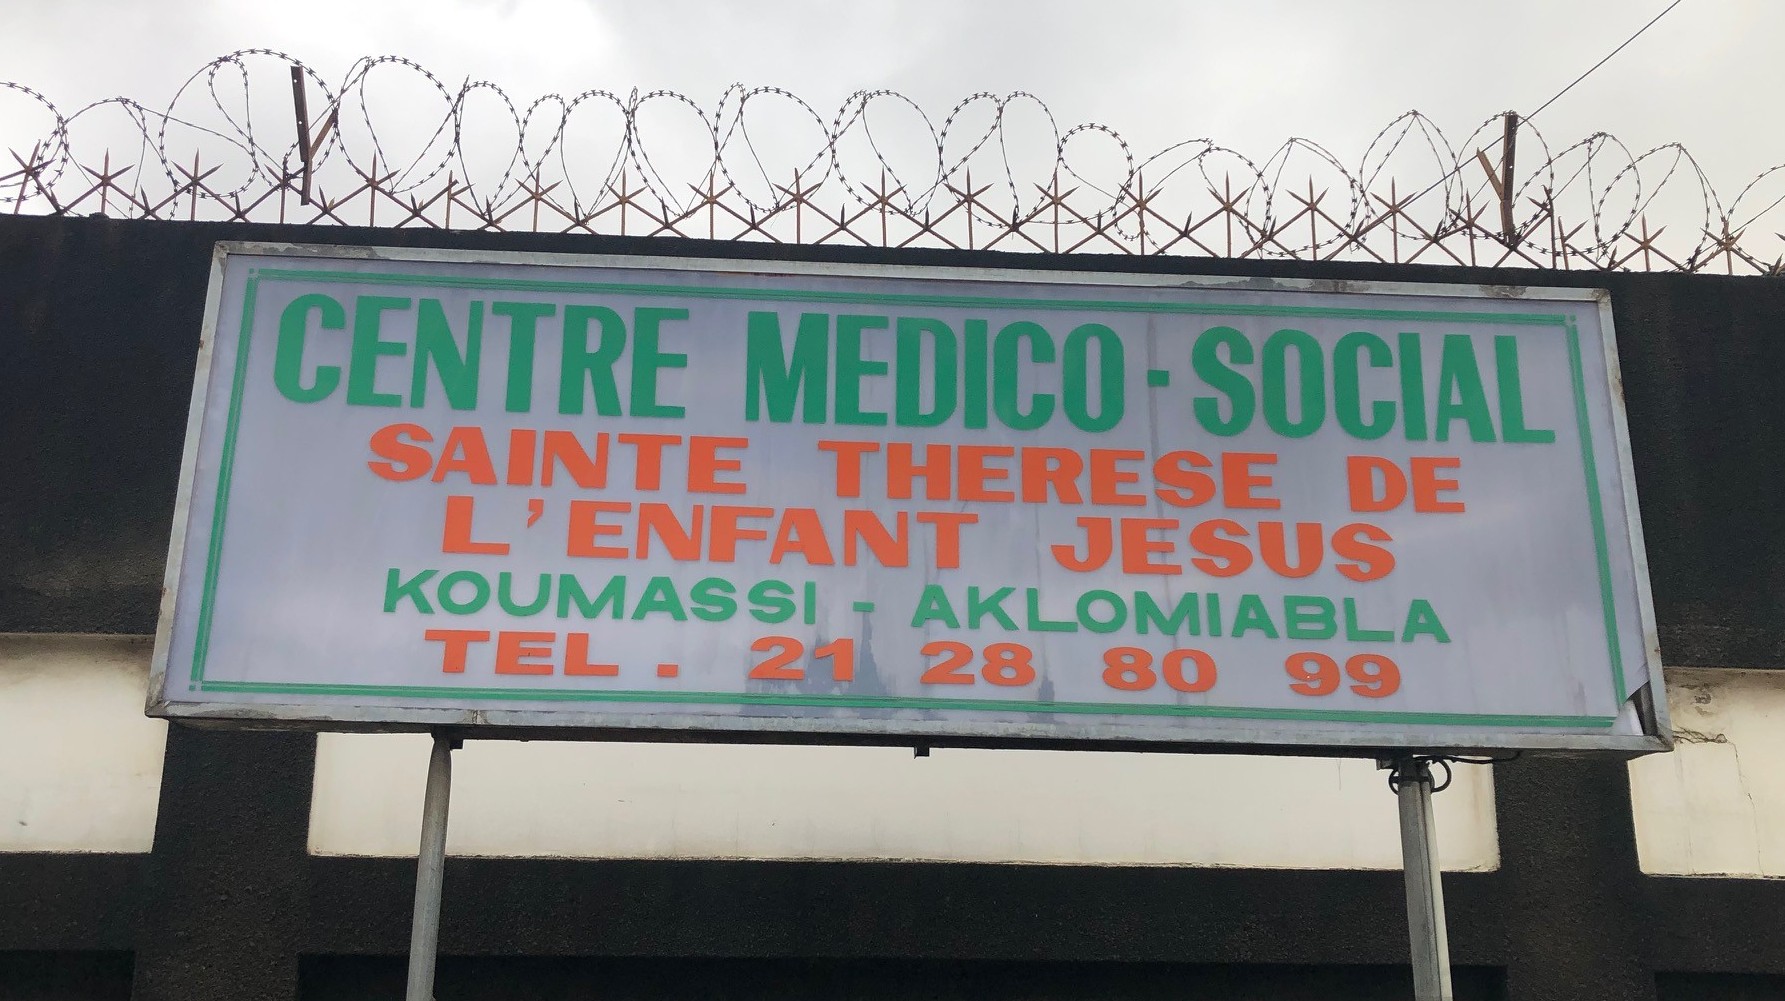 CENTRE MEDICO-SOCIAL
SAINTE THERESE DE
L'ENFANT JESUS
KOUMASSI - AKLOMIABLA
TEL. 21 28 80 99